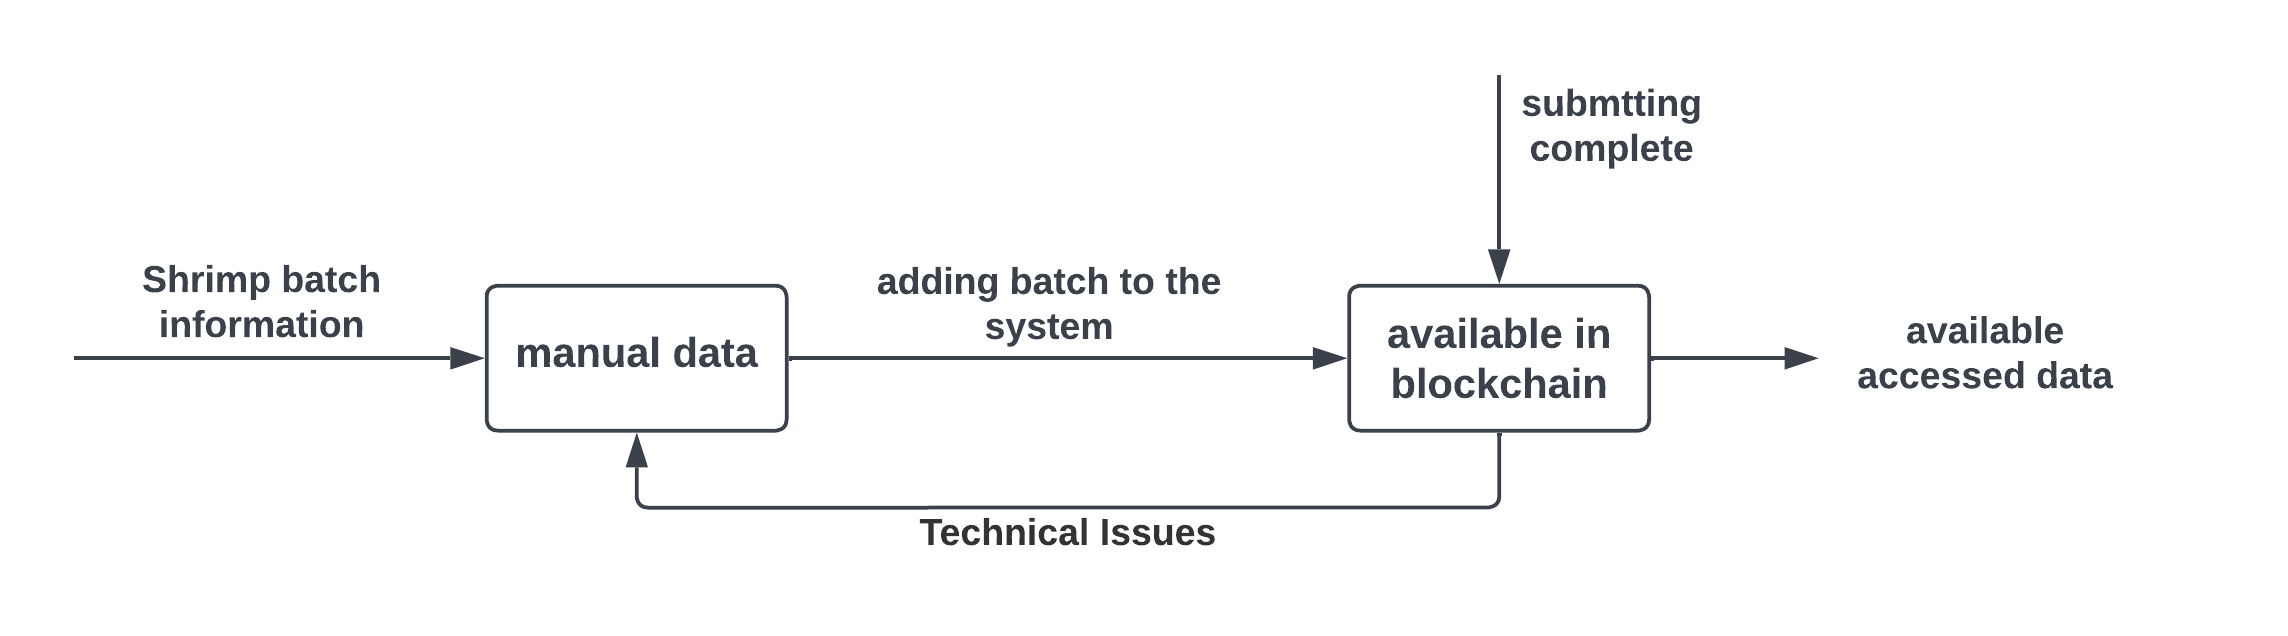 submtting
complete
Shrimp batch
information
manual data
adding batch to the
system
available in
blockchain
available
accessed data
Technical Issues